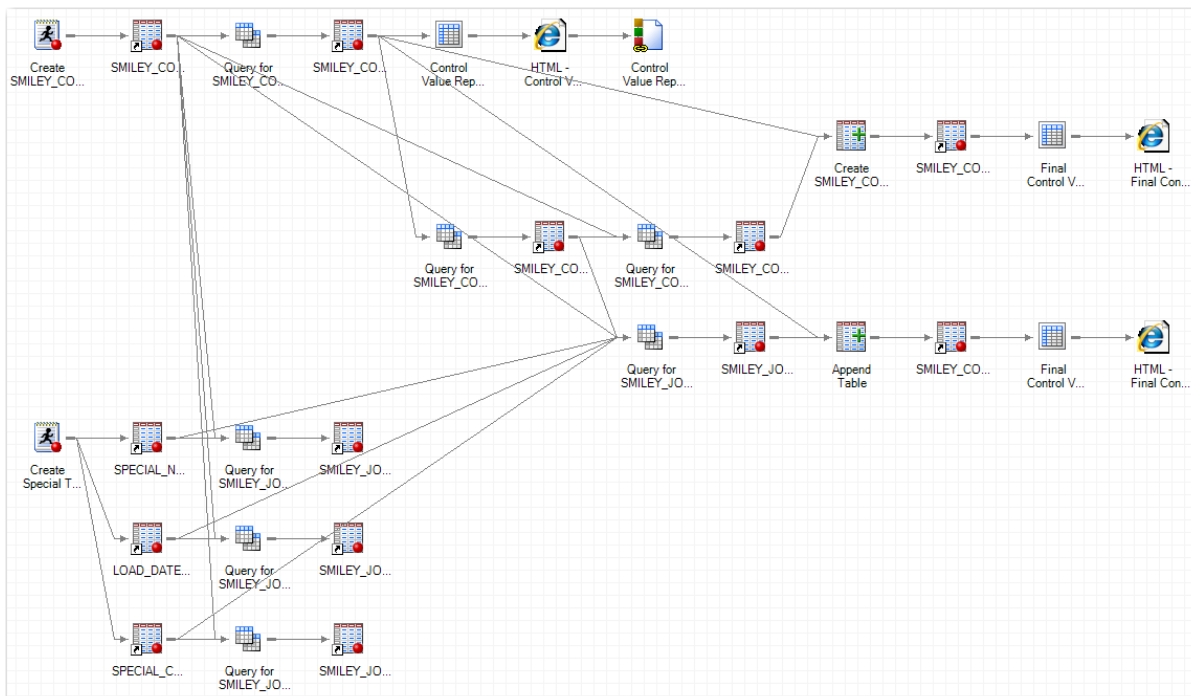 Create
SMILEY_CO...
SMILEY_CO...
Query for
SMILEY_CO...
SMILEY_CO...
Control
Value Rep...
HTML -
Control V...
Control
Value Rep...
Create
SMILEY_CO...
SMILEY_CO...
Final
Control V...
HTML -
Final Con...
Query for
SMILEY_CO...
SMILEY_CO...
Query for
SMILEY_CO...
SMILEY_CO...
Query for
SMILEY_JO...
SMILEY_JO...
Append
Table
SMILEY_CO...
Final
Control V...
HTML -
Final Con...
Create
Special T...
SPECIAL_N...
Query for
SMILEY_JO...
SMILEY_JO...
LOAD_DATE...
Query for
SMILEY_JO...
SMILEY_JO...
SPECIAL_C...
Query for
SMILEY_JO...
SMILEY_JO...